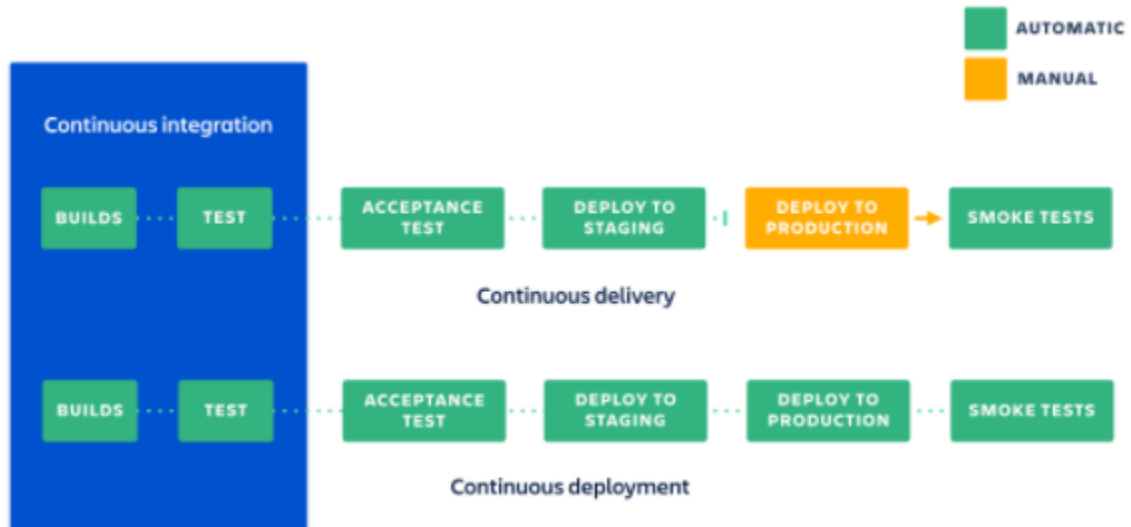 AUTOMATIC
MANUAL
Continuous integration
BUILDS
TEST
ACCEPTANCE
TEST
DEPLOY TO
STAGING
DEPLOY TO
PRODUCTION
SMOKE TESTS
Continuous delivery
BUILDS
TEST
ACCEPTANCE
TEST
DEPLOY TO
STAGING
DEPLOY TO
PRODUCTION
SMOKE TESTS
Continuous deployment